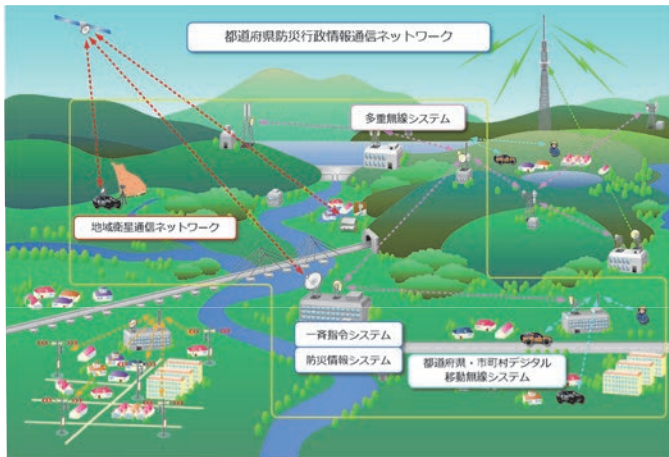 都道府県防災行政情報通信ネットワーク
多重無線システム
地域衛星通信ネットワーク
一斉指令システム
防災情報システム
都道府県・市町村デジタル
移動無線システム